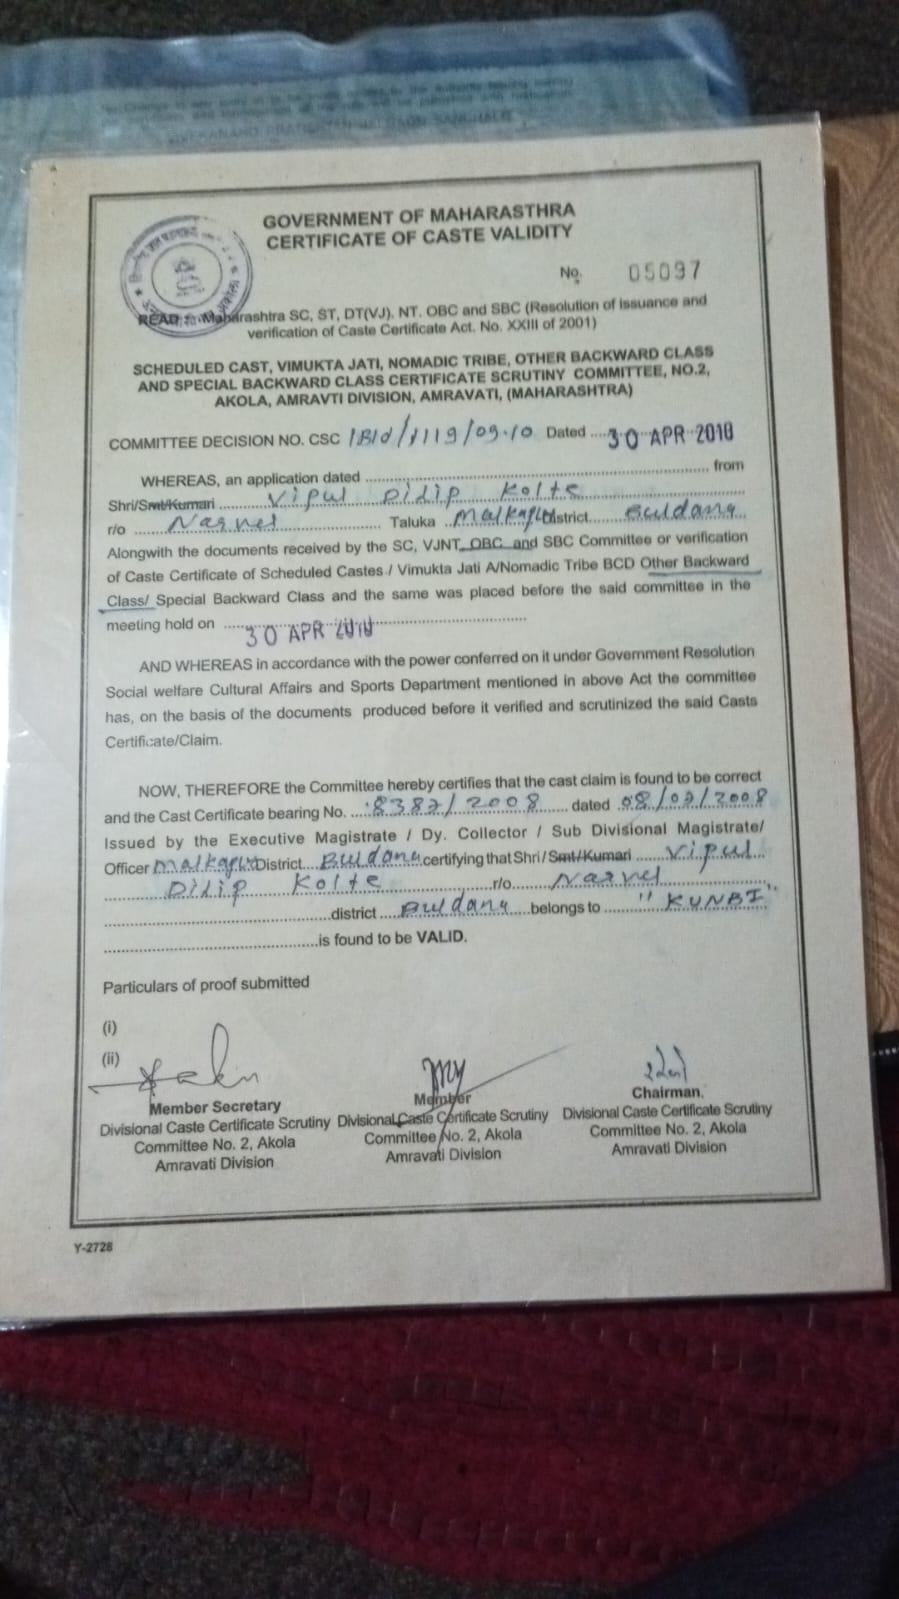 GOVERNMENT OF MAHARASTHRA
CERTIFICATE OF CASTE VALIDITY
No. 05097
READ : Maharashtra SC, ST, DT(VJ). NT. OBC and SBC (Resolution of Issuance and
verification of Caste Certificate Act. No. XXIII of 2001)
SCHEDULED CAST, VIMUKTA JATI, NOMADIC TRIBE, OTHER BACKWARD CLASS
AND SPECIAL BACKWARD CLASS CERTIFICATE SCRUTINY COMMITTEE, NO.2,
AKOLA, AMRAVTI DIVISION, AMRAVATI, (MAHARASHTRA)
COMMITTEE DECISION NO. CSC /1119/09-10 Dated 30 APR 2010
WHEREAS, an application dated from
Shri/Smt/Kumari Vipul Dilip Kolte
r/o Narvel Taluka Malkapur District Buldana
Alongwith the documents received by the SC, VJNT, OBC and SBC Committee or verification
of Caste Certificate of Scheduled Castes / Vimukta Jati A/Nomadic Tribe BCD Other Backward
Class/ Special Backward Class and the same was placed before the said committee in the
meeting hold on 30 APR 2010
AND WHEREAS in accordance with the power conferred on it under Government Resolution
Social welfare Cultural Affairs and Sports Department mentioned in above Act the committee
has, on the basis of the documents produced before it verified and scrutinized the said Casts
Certificate/Claim.
NOW, THEREFORE the Committee hereby certifies that the cast claim is found to be correct
and the Cast Certificate bearing No. 8382/2008 dated 08/02/2008
Issued by the Executive Magistrate / Dy. Collector / Sub Divisional Magistrate/
Officer Malkapur District Buldana certifying that Shri/Smt/Kumari Vipul
Dilip Kolte r/o Narvel
district Buldana belongs to "KUNBI"
is found to be VALID.
Particulars of proof submitted
(i)
(ii)
Member Secretary
Divisional Caste Certificate Scrutiny
Committee No. 2, Akola
Amravati Division
Member
Divisional Caste Certificate Scrutiny
Committee No. 2, Akola
Amravati Division
Chairman.
Divisional Caste Certificate Scrutiny
Committee No. 2, Akola
Amravati Division
Y-2728